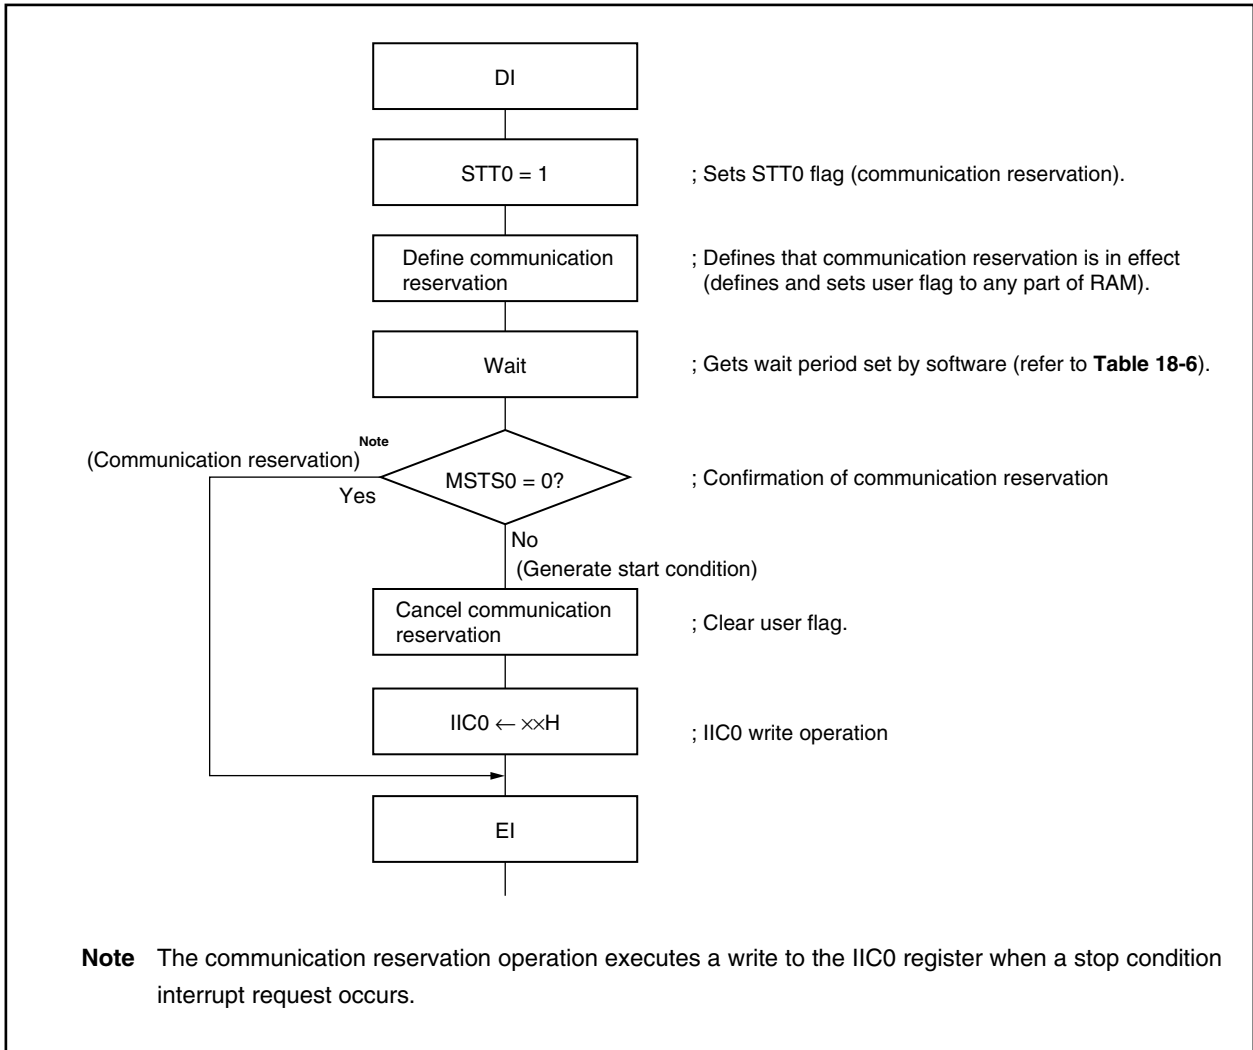 DI
STT0 = 1
; Sets STT0 flag (communication reservation).
Define communication
reservation
; Defines that communication reservation is in effect
(defines and sets user flag to any part of RAM).
Wait
; Gets wait period set by software (refer to Table 18-6).
(Communication reservation)Note
MSTS0 = 0?
; Confirmation of communication reservation
Yes
No
(Generate start condition)
Cancel communication
reservation
; Clear user flag.
IIC0 ← ××H
; IIC0 write operation
EI
Note The communication reservation operation executes a write to the IIC0 register when a stop condition
interrupt request occurs.